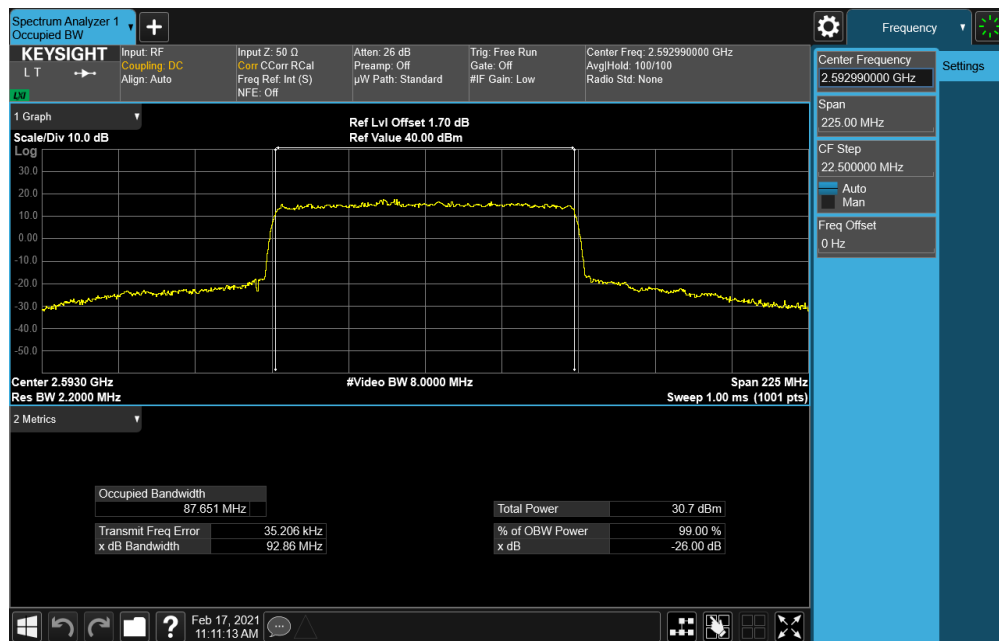 Spectrum Analyzer 1
Occupied BW
Frequency
KEYSIGHT
L T
LXI
Input: RF
Coupling: DC
Align: Auto
Input Z: 50 Ω
Corr CCorr RCal
Freq Ref: Int (S)
NFE: Off
Atten: 26 dB
Preamp: Off
µW Path: Standard
Trig: Free Run
Gate: Off
#IF Gain: Low
Center Freq: 2.592990000 GHz
Avg|Hold: 100/100
Radio Std: None
Center Frequency
2.592990000 GHz
Settings
Span
225.00 MHz
CF Step
22.500000 MHz
Auto
Man
Freq Offset
0 Hz
1 Graph
Scale/Div 10.0 dB
Ref Lvl Offset 1.70 dB
Ref Value 40.00 dBm
Log
30.0
20.0
10.0
0.00
-10.0
-20.0
-30.0
-40.0
-50.0
Center 2.5930 GHz
#Video BW 8.0000 MHz
Span 225 MHz
Res BW 2.2000 MHz
Sweep 1.00 ms (1001 pts)
2 Metrics
Occupied Bandwidth
87.651 MHz
Transmit Freq Error 35.206 kHz
x dB Bandwidth 92.86 MHz
Total Power 30.7 dBm
% of OBW Power 99.00 %
x dB -26.00 dB
Feb 17, 2021
11:11:13 AM